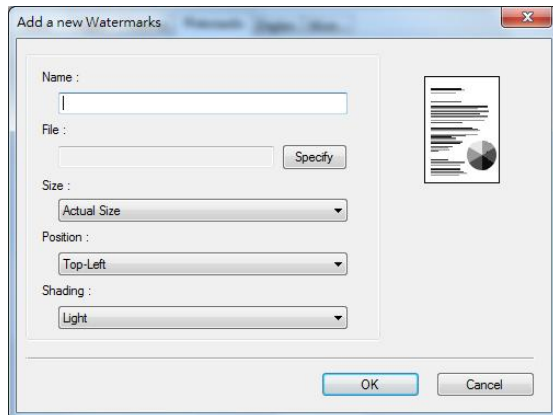 Add a new Watermarks
Name :
File :
Specify
Size :
Actual Size
Position :
Top-Left
Shading :
Light
OK
Cancel